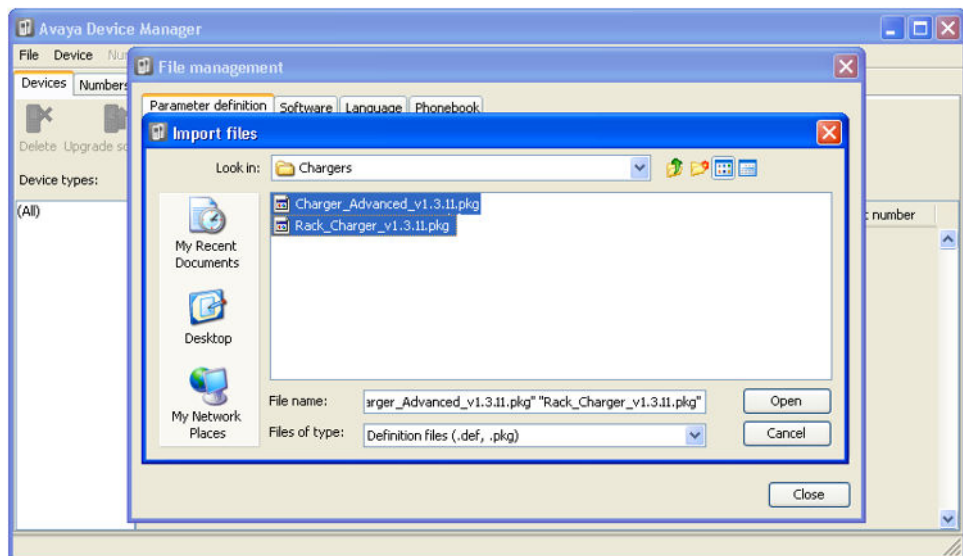 Avaya Device Manager
File Device
File management
Devices Numbers
Parameter definition Software Language Phonebook
Import files
Delete Upgrade
Look in: Chargers
Device types:
(All)
Charger_Advanced_v1.3.11.pkg
Rack_Charger_v1.3.11.pkg
number
My Recent
Documents
Desktop
My Network
Places
File name: arger_Advanced_v1.3.11.pkg" "Rack_Charger_v1.3.11.pkg"
Open
Files of type: Definition files (.def, .pkg)
Cancel
Close